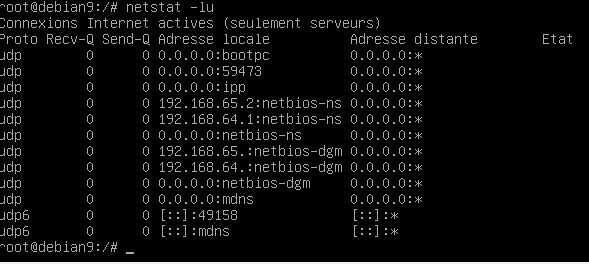 root@debian9:/# netstat -lu
Connexions Internet actives (seulement serveurs)
Proto Recv-Q Send-Q Adresse locale          Adresse distante        Etat
udp        0      0 0.0.0.0:bootpc          0.0.0.0:*
udp        0      0 0.0.0.0:59473           0.0.0.0:*
udp        0      0 0.0.0.0:ipp             0.0.0.0:*
udp        0      0 192.168.65.2:netbios-ns 0.0.0.0:*
udp        0      0 192.168.64.1:netbios-ns 0.0.0.0:*
udp        0      0 0.0.0.0:netbios-ns      0.0.0.0:*
udp        0      0 192.168.65.:netbios-dgm 0.0.0.0:*
udp        0      0 192.168.64.:netbios-dgm 0.0.0.0:*
udp        0      0 0.0.0.0:netbios-dgm     0.0.0.0:*
udp        0      0 0.0.0.0:mdns            0.0.0.0:*
udp6       0      0 [::]:49158              [::]:*
udp6       0      0 [::]:mdns               [::]:*
root@debian9:/# _